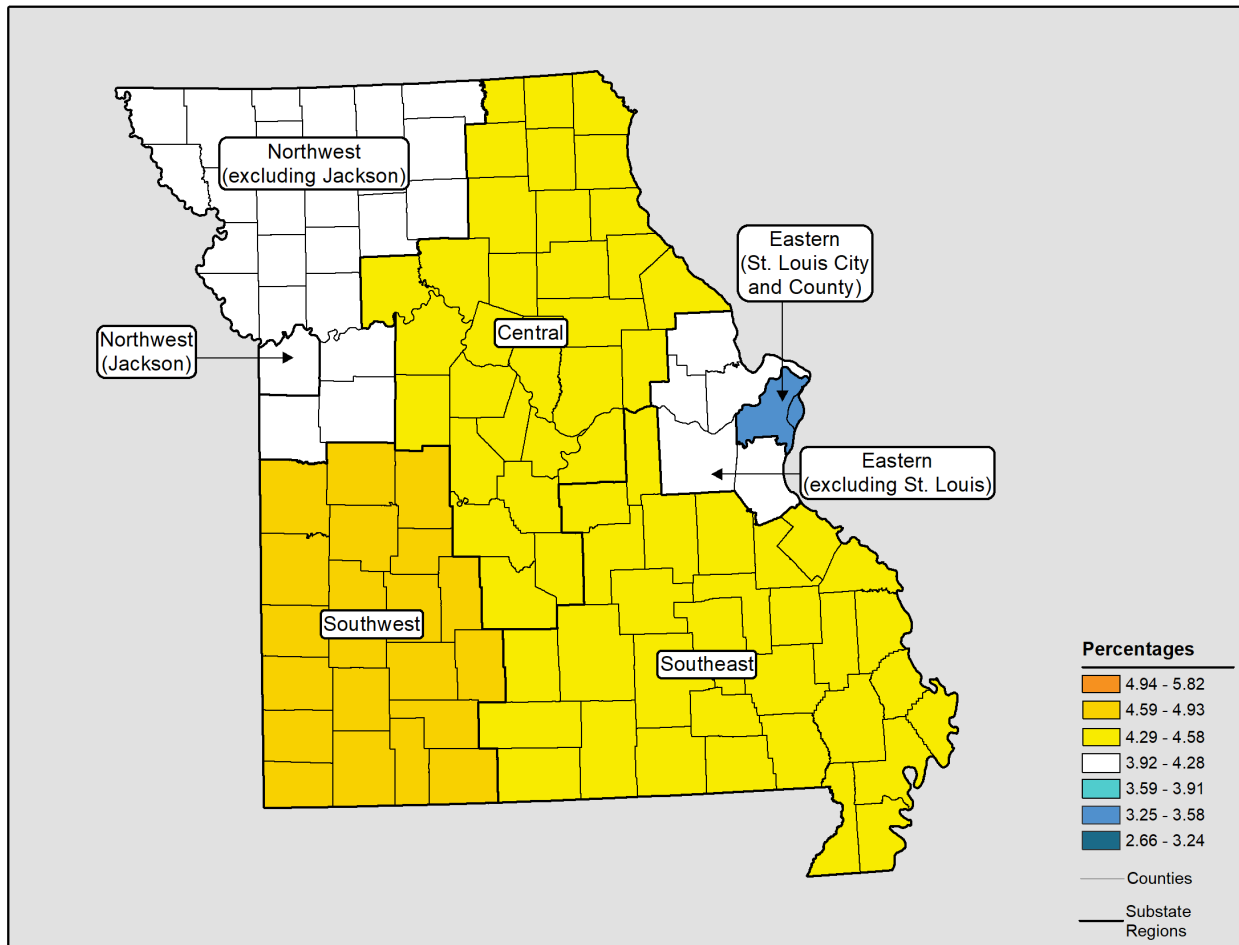 Northwest
(excluding Jackson)
Eastern
(St. Louis City
and County)
Central
Northwest
(Jackson)
Eastern
(excluding St. Louis)
Southwest
Southeast
Percentages
4.94 - 5.82
4.59 - 4.93
4.29 - 4.58
3.92 - 4.28
3.59 - 3.91
3.25 - 3.58
2.66 - 3.24
Counties
Substate
Regions